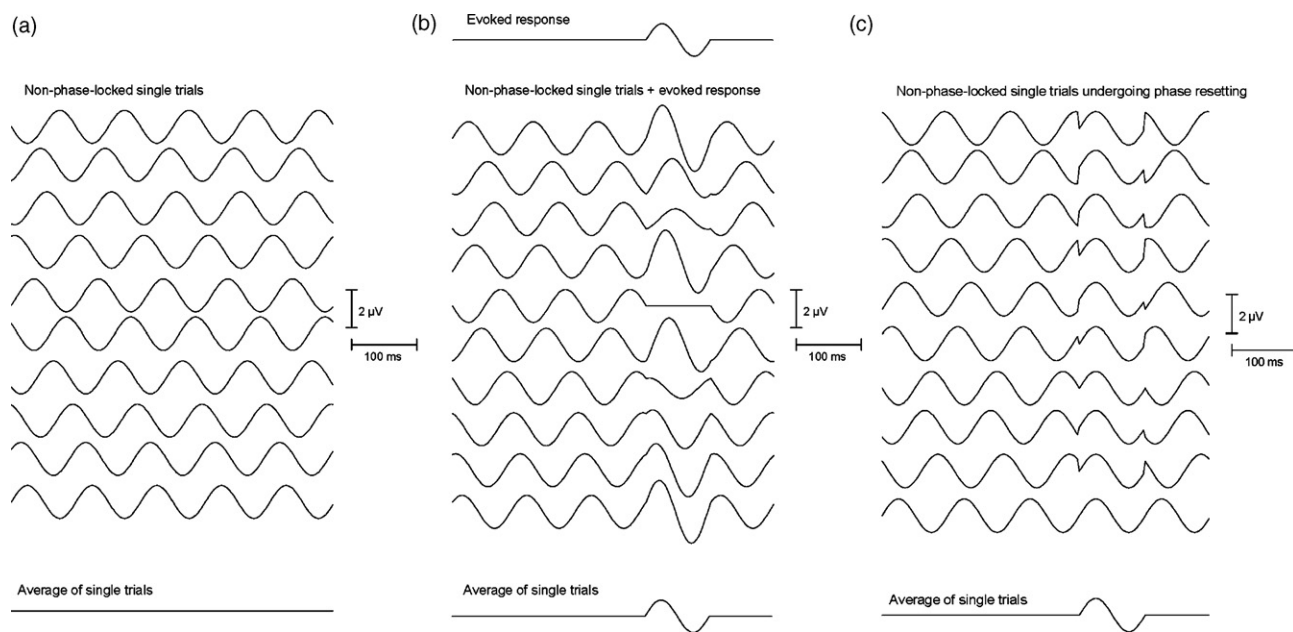 (a)
Non-phase-locked single trials
2 µV
100 ms
Average of single trials
(b)
Evoked response
Non-phase-locked single trials + evoked response
2 µV
100 ms
Average of single trials
(c)
Non-phase-locked single trials undergoing phase resetting
2 µV
100 ms
Average of single trials